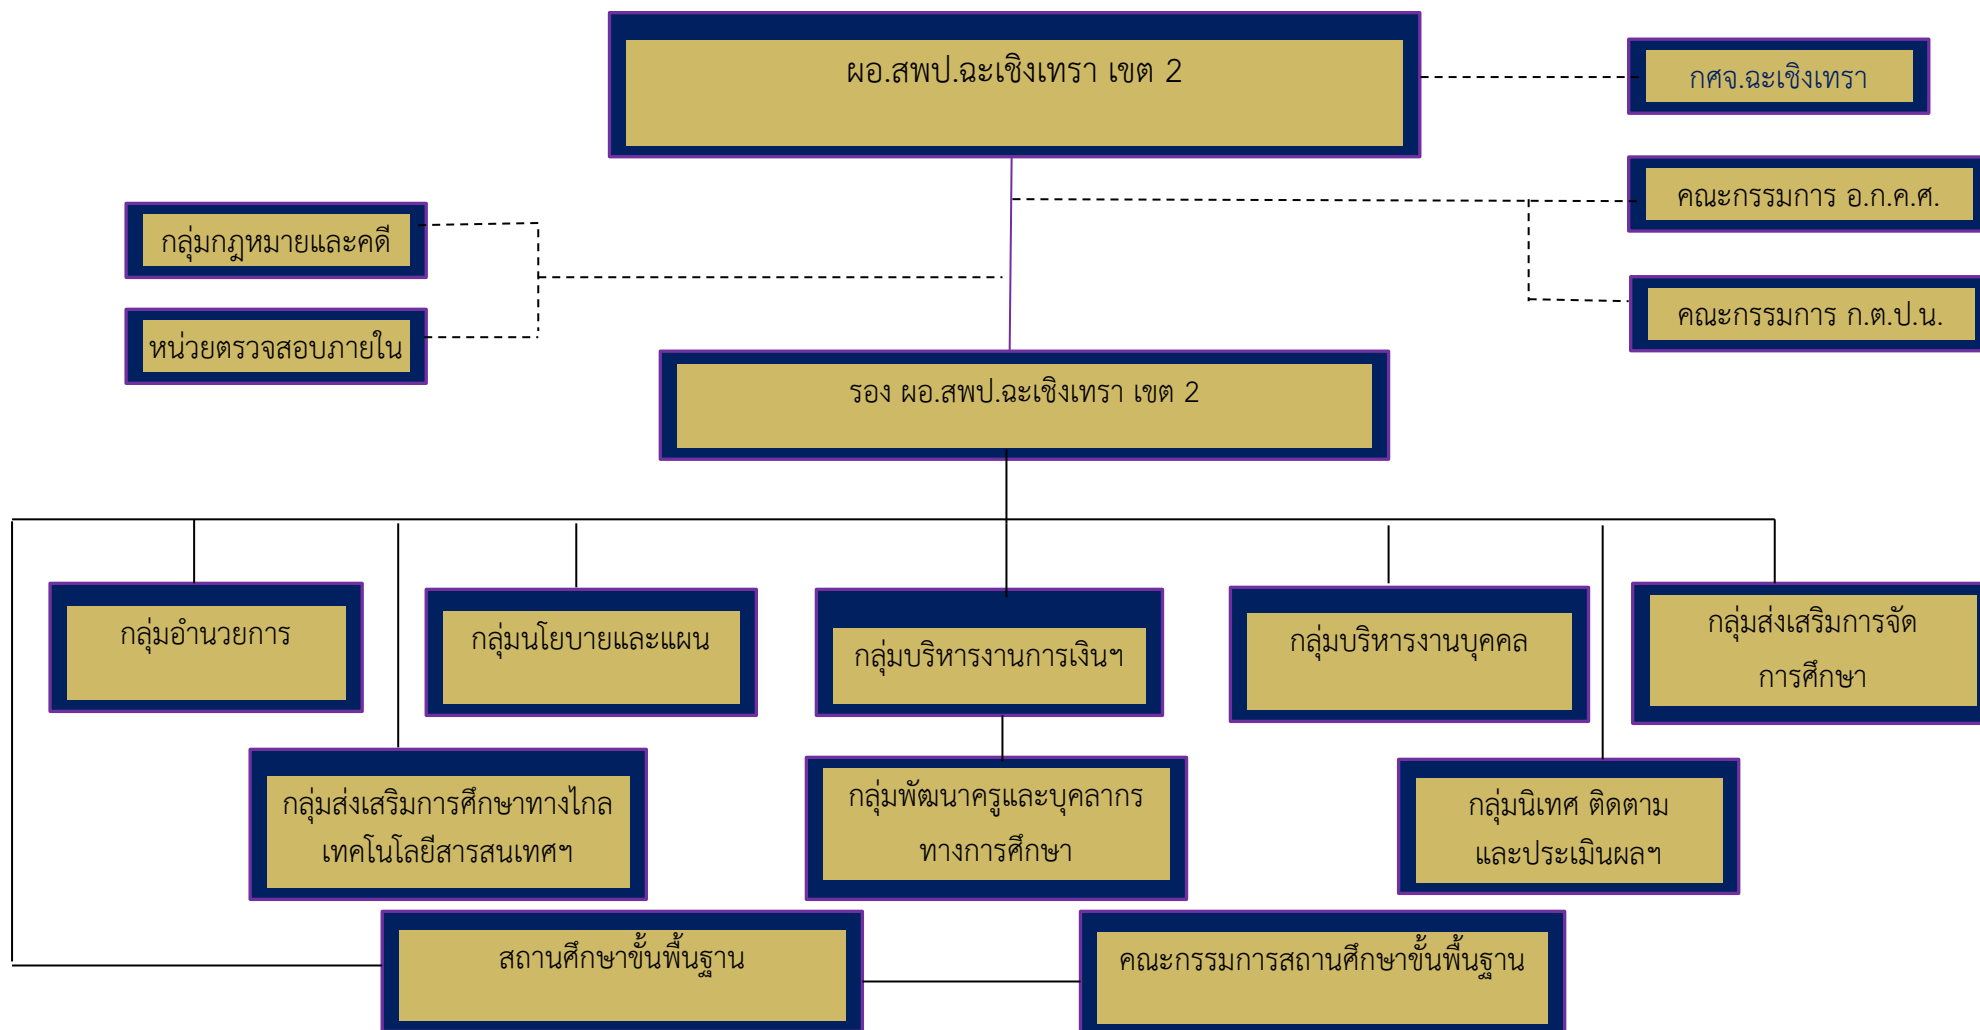 ผอ.สพป.ฉะเชิงเทรา เขต 2
กศจ.ฉะเชิงเทรา
คณะกรรมการ อ.ก.ค.ศ.
กลุ่มกฎหมายและคดี
คณะกรรมการ ก.ต.ป.น.
หน่วยตรวจสอบภายใน
รอง ผอ.สพป.ฉะเชิงเทรา เขต 2
กลุ่มอำนวยการ
กลุ่มนโยบายและแผน
กลุ่มบริหารงานการเงินฯ
กลุ่มบริหารงานบุคคล
กลุ่มส่งเสริมการจัด
การศึกษา
กลุ่มส่งเสริมการศึกษาทางไกล
เทคโนโลยีสารสนเทศฯ
กลุ่มพัฒนาครูและบุคลากร
ทางการศึกษา
กลุ่มนิเทศ ติดตาม
และประเมินผลฯ
สถานศึกษาขั้นพื้นฐาน
คณะกรรมการสถานศึกษาขั้นพื้นฐาน